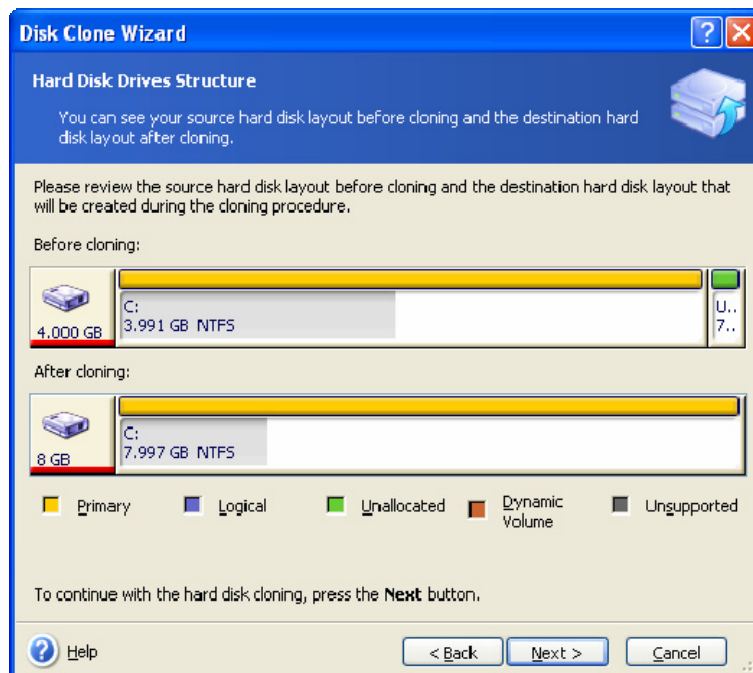 Disk Clone Wizard
Hard Disk Drives Structure
You can see your source hard disk layout before cloning and the destination hard
disk layout after cloning.
Please review the source hard disk layout before cloning and the destination hard disk layout that
will be created during the cloning procedure.
Before cloning:
4.000 GB
C:
3.991 GB NTFS
U..
7..
After cloning:
8 GB
C:
7.997 GB NTFS
Primary Logical Unallocated Dynamic Volume Unsupported
To continue with the hard disk cloning, press the Next button.
Help < Back Next > Cancel